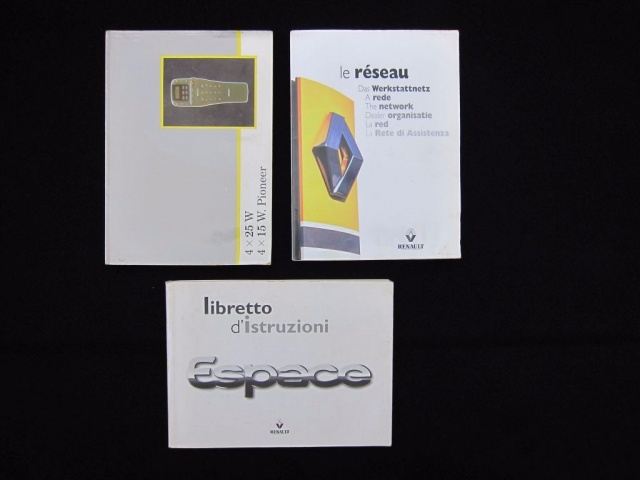 4 × 25 W
4 × 15 W. Pioneer
le réseau
Das Werkstattnetz
A rede
The network
Dealer organisatie
La red
La Rete di Assistenza
RENAULT
libretto
d'istruzioni
Espace
RENAULT